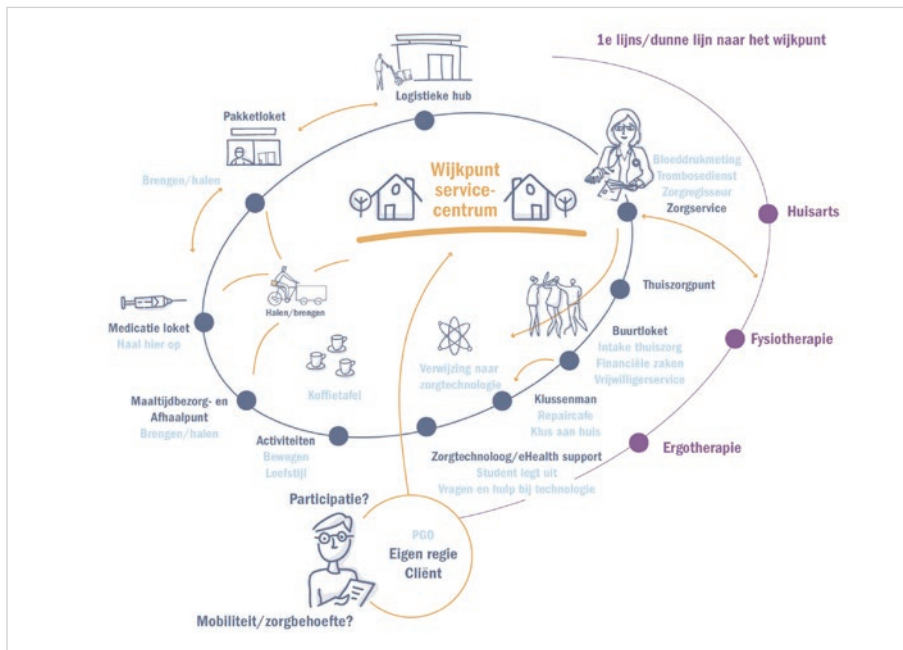 1e lijns/dunne lijn naar het wijkpunt
Logistieke hub
Pakketloket
Brengen/halen
Wijkpunt
service-
centrum
Bloeddrukmeting
Trombosedienst
Zorgregisseur
Zorgservice
Huisarts
Thuiszorgpunt
Halen/brengen
Medicatie loket
Haal hier op
Buurtloket
Intake thuiszorg
Financiële zaken
Vrijwilligerservice
Fysiotherapie
Verwijzing naar
zorgtechnologie
Koffietafel
Maaltijdbezorg- en
Afhaalpunt
Brengen/halen
Klussenman
Repaircafe
Klus aan huis
Activiteiten
Bewegen
Leefstijl
Ergotherapie
Zorgtechnoloog/eHealth support
Student legt uit
Vragen en hulp bij technologie
Participatie?
PGO
Eigen regie
Cliënt
Mobiliteit/zorgbehoefte?